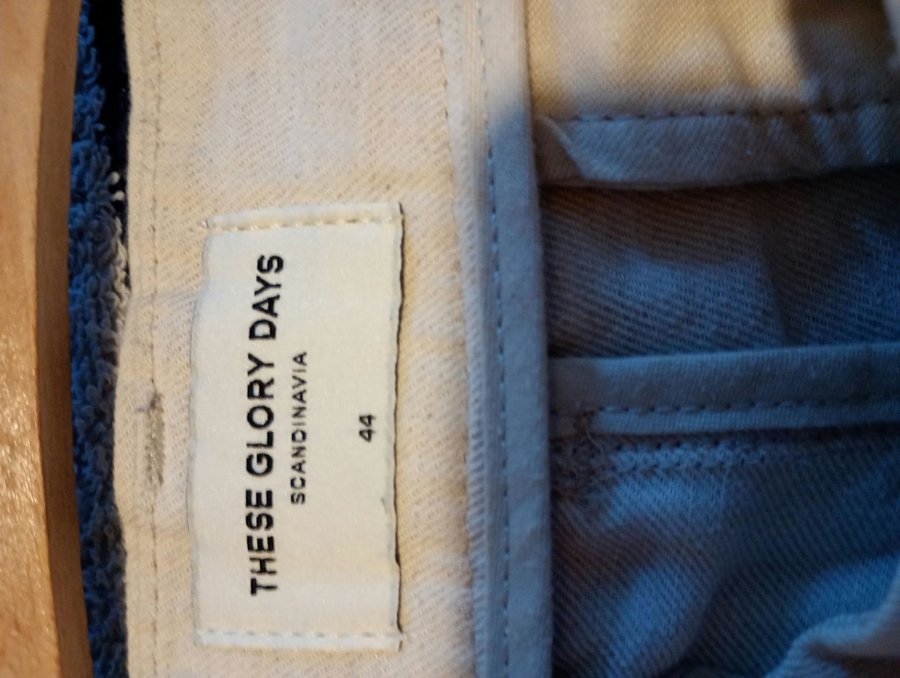 THESE GLORY DAYS
SCANDINAVIA
44